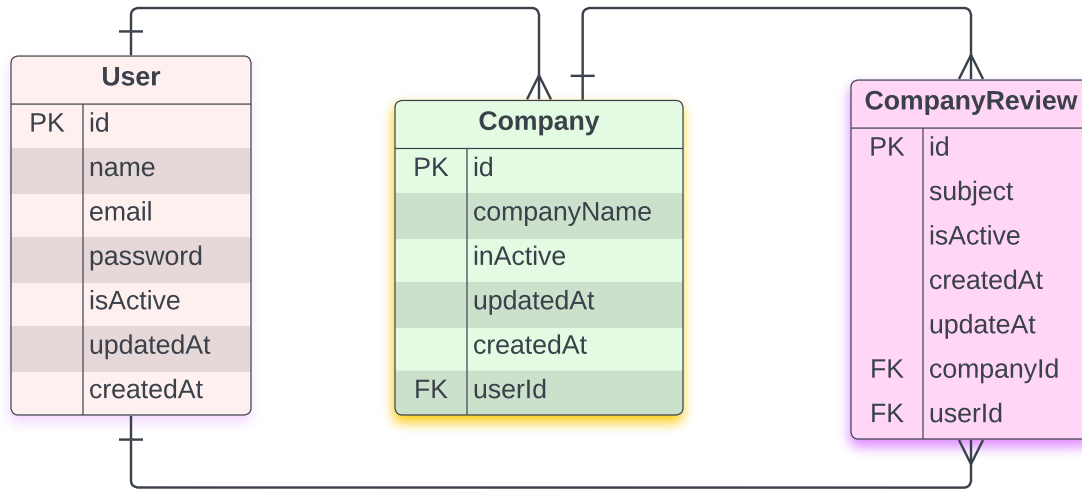 User
PK id
name
email
password
isActive
updatedAt
createdAt
Company
PK id
companyName
inActive
updatedAt
createdAt
FK userId
CompanyReview
PK id
subject
isActive
createdAt
updateAt
FK companyId
FK userId